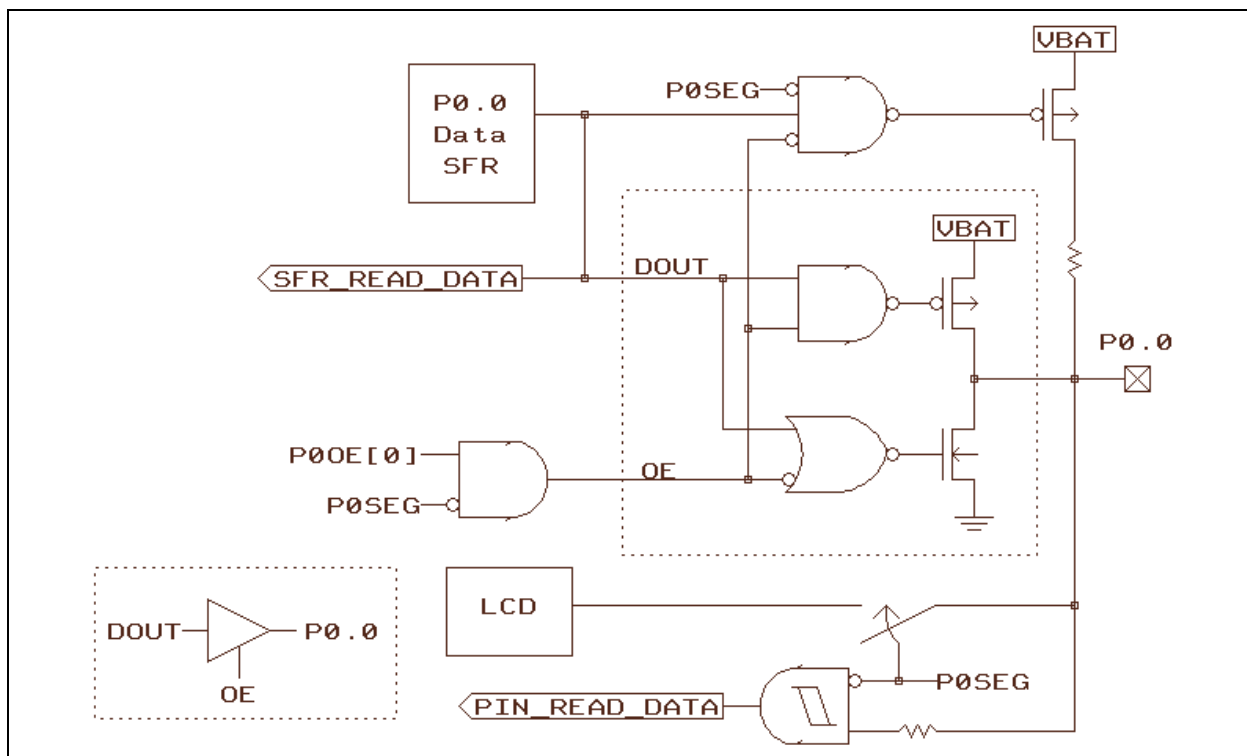 VBAT
P0SEG
P0.0
Data
SFR
VBAT
DOUT
SFR_READ_DATA
P0.0
P0OE[0]
OE
P0SEG
LCD
DOUT
P0.0
OE
P0SEG
PIN_READ_DATA